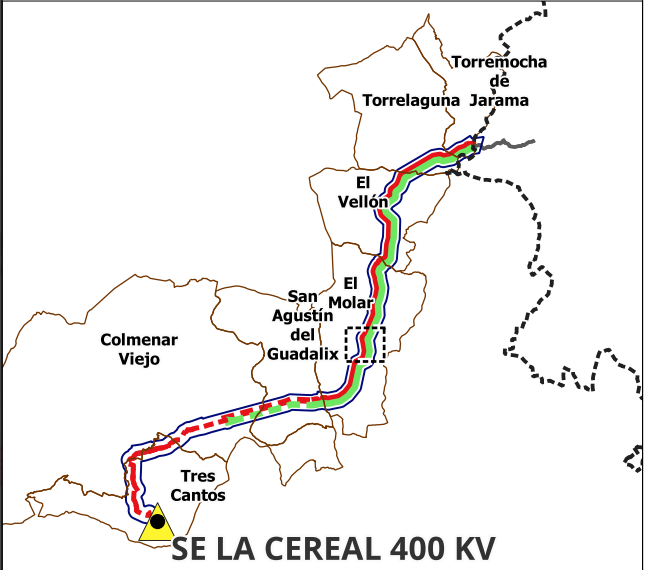 Torremocha
de
Jarama
Torrelaguna
El
Vellón
El
Molar
San
Agustín
del
Guadalix
Colmenar
Viejo
Tres
Cantos
SE LA CEREAL 400 KV